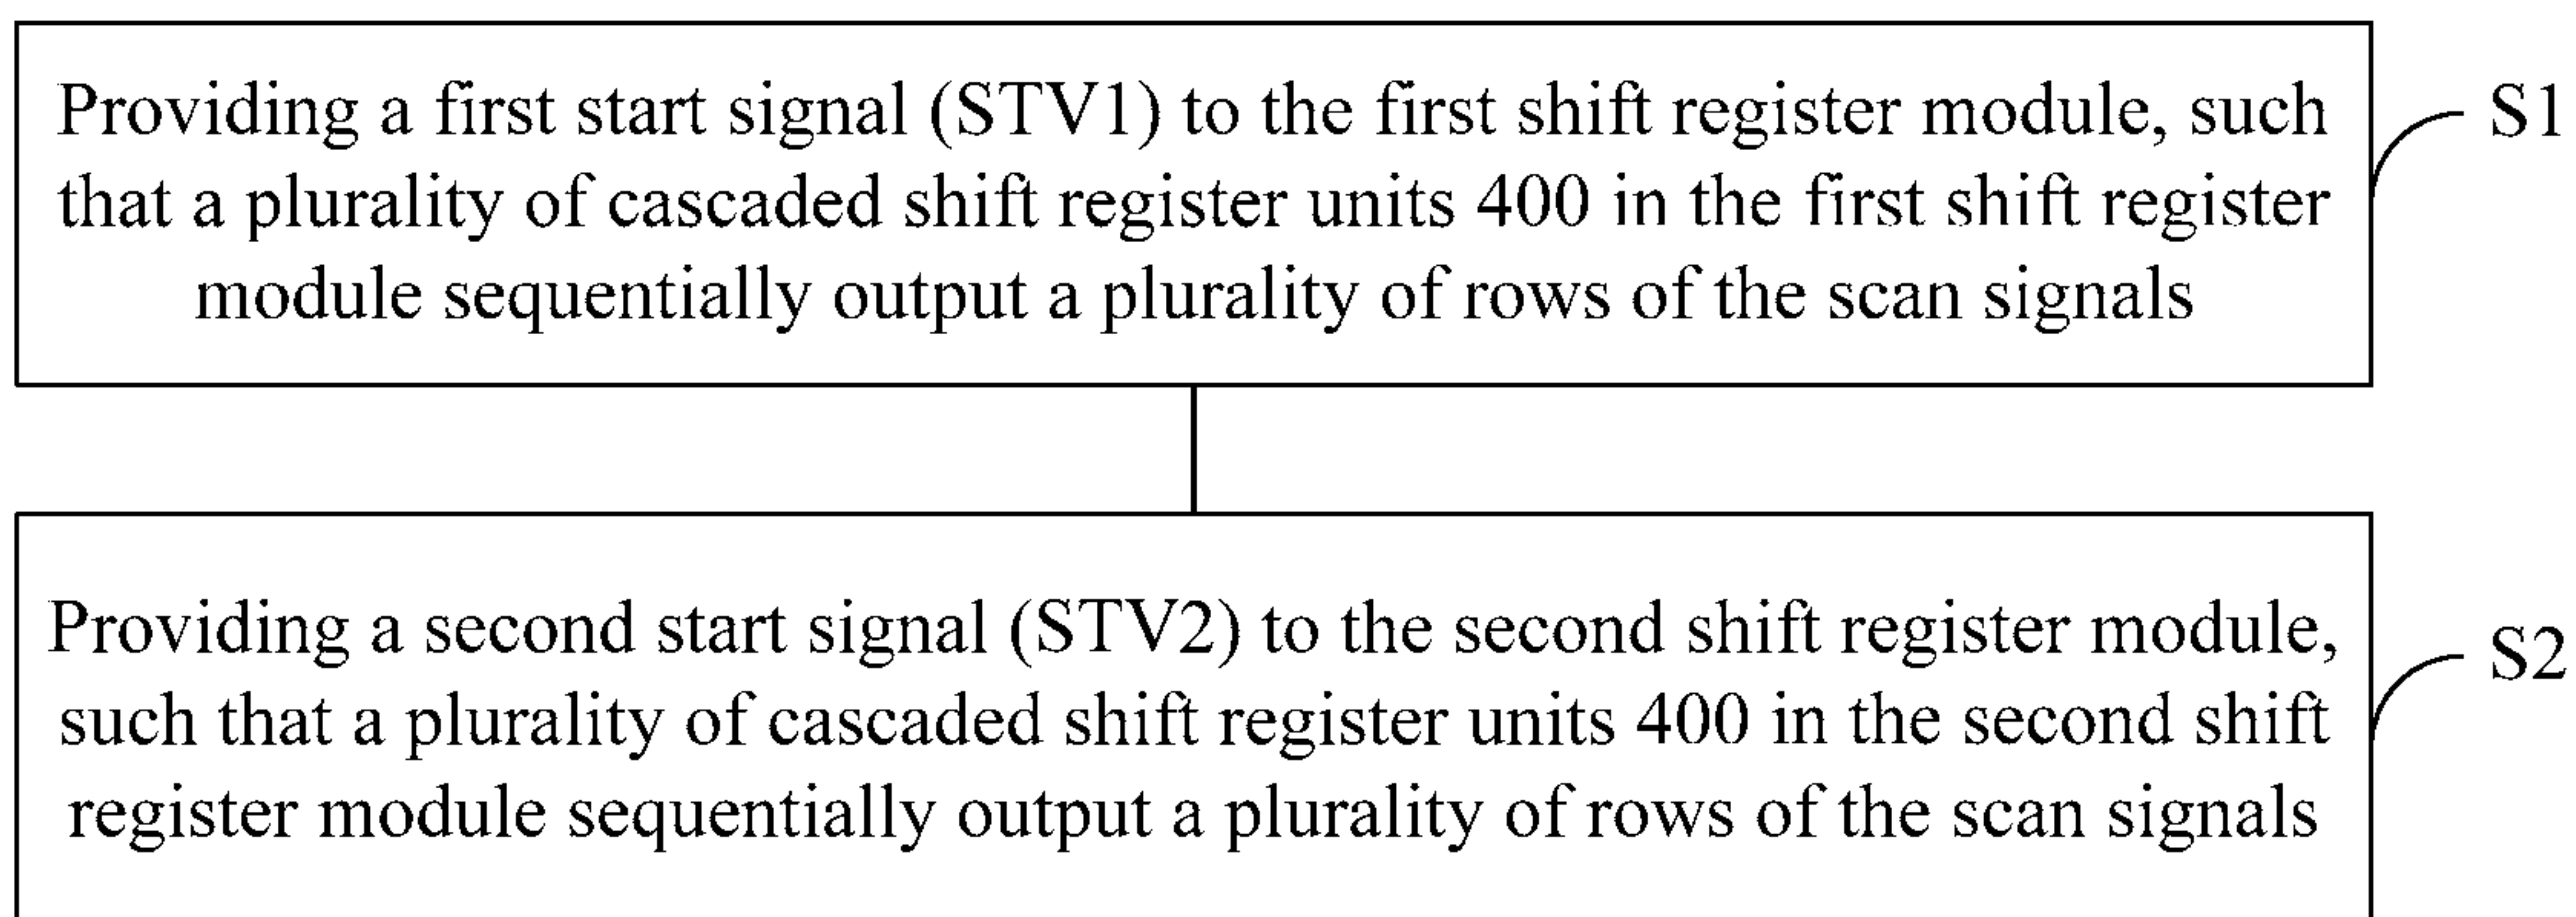 Providing a first start signal (STV1) to the first shift register module, such
that a plurality of cascaded shift register units 400 in the first shift register
module sequentially output a plurality of rows of the scan signals
S1
Providing a second start signal (STV2) to the second shift register module,
such that a plurality of cascaded shift register units 400 in the second shift
register module sequentially output a plurality of rows of the scan signals
S2